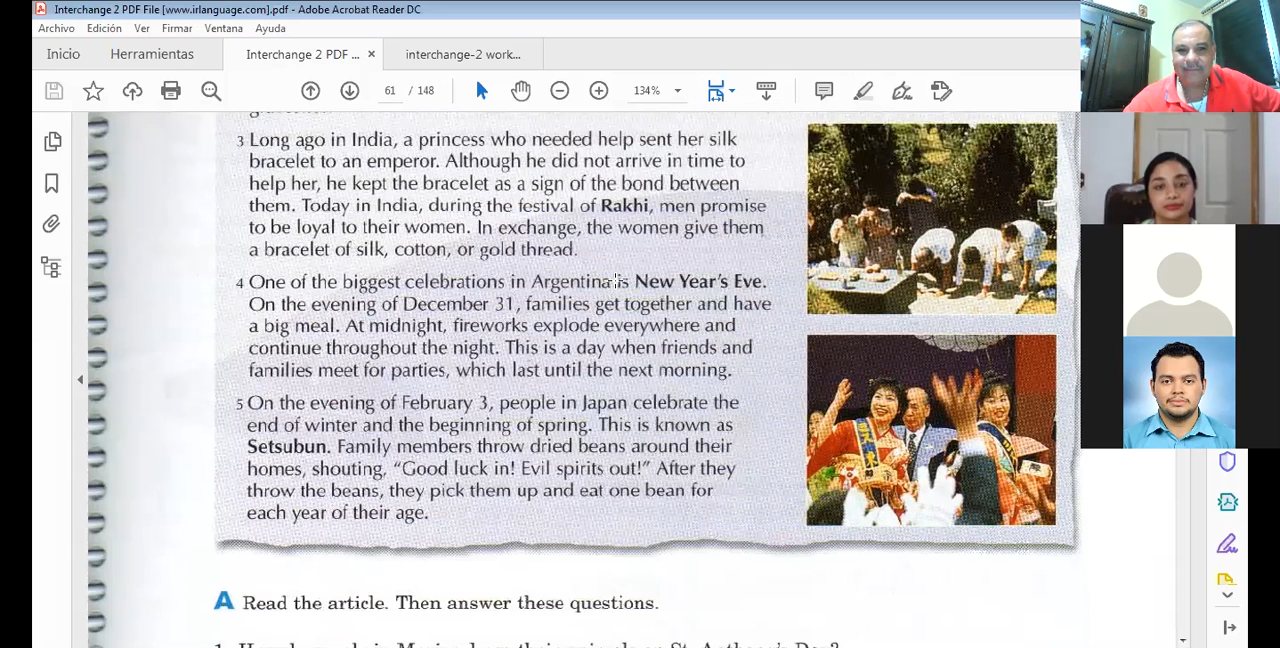 Interchange 2 PDF File [www.irlanguage.com].pdf - Adobe Acrobat Reader DC
Archivo Edición Ver Firmar Ventana Ayuda
Inicio Herramientas Interchange 2 PDF ... × interchange-2 work...
61 / 148 134%
3 Long ago in India, a princess who needed help sent her silk
bracelet to an emperor. Although he did not arrive in time to
help her, he kept the bracelet as a sign of the bond between
them. Today in India, during the festival of Rakhi, men promise
to be loyal to their women. In exchange, the women give them
a bracelet of silk, cotton, or gold thread.
4 One of the biggest celebrations in Argentina is New Year's Eve.
On the evening of December 31, families get together and have
a big meal. At midnight, fireworks explode everywhere and
continue throughout the night. This is a day when friends and
families meet for parties, which last until the next morning.
5 On the evening of February 3, people in Japan celebrate the
end of winter and the beginning of spring. This is known as
Setsubun. Family members throw dried beans around their
homes, shouting, “Good luck in! Evil spirits out!” After they
throw the beans, they pick them up and eat one bean for
each year of their age.
A Read the article. Then answer these questions.